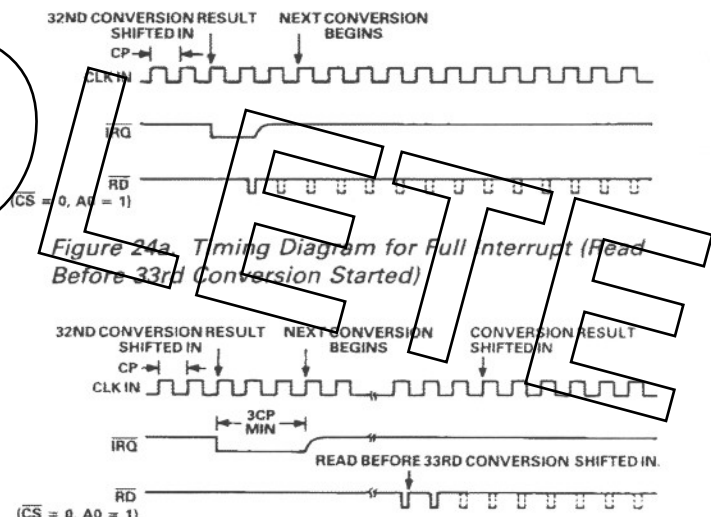 32ND CONVERSION RESULT SHIFTED IN
NEXT CONVERSION BEGINS
CP
CLK IN
IRQ
RD
(CS = 0, A0 = 1)
Figure 24a. Timing Diagram for Full Interrupt (Read
Before 33rd Conversion Started)
32ND CONVERSION RESULT SHIFTED IN
NEXT CONVERSION BEGINS
CONVERSION RESULT SHIFTED IN
CP
CLK IN
3CP
MIN
IRQ
READ BEFORE 33RD CONVERSION SHIFTED IN.
RD
(CS = 0, A0 = 1)
LETE